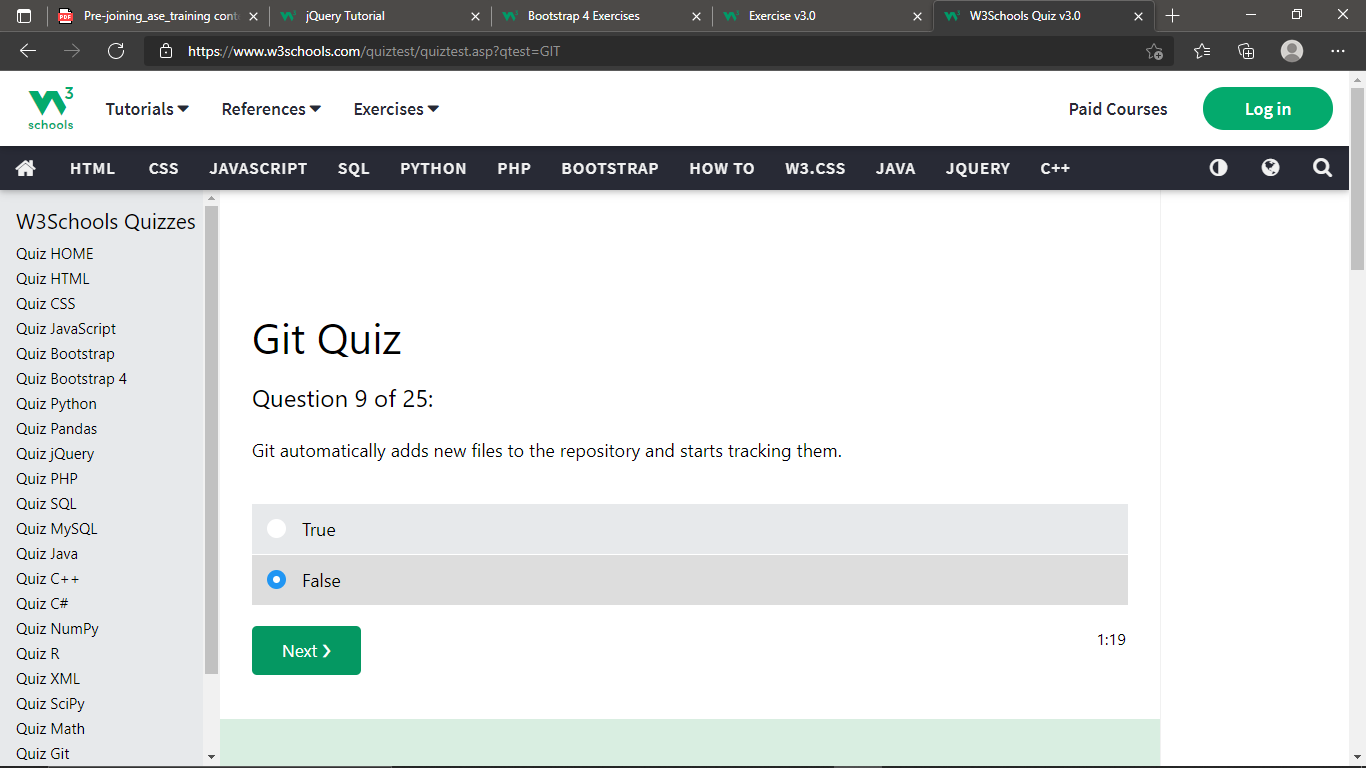 Pre-joining_ase_training cont
jQuery Tutorial
Bootstrap 4 Exercises
Exercise v3.0
W3Schools Quiz v3.0
https://www.w3schools.com/quiztest/quiztest.asp?qtest=GIT
W3 schools
Tutorials
References
Exercises
Paid Courses
Log in
HTML CSS JAVASCRIPT SQL PYTHON PHP BOOTSTRAP HOW TO W3.CSS JAVA JQUERY C++
W3Schools Quizzes
Quiz HOME
Quiz HTML
Quiz CSS
Quiz JavaScript
Quiz Bootstrap
Quiz Bootstrap 4
Quiz Python
Quiz Pandas
Quiz jQuery
Quiz PHP
Quiz SQL
Quiz MySQL
Quiz Java
Quiz C++
Quiz C#
Quiz NumPy
Quiz R
Quiz XML
Quiz SciPy
Quiz Math
Quiz Git
Git Quiz
Question 9 of 25:
Git automatically adds new files to the repository and starts tracking them.
True
False
Next ❯
1:19